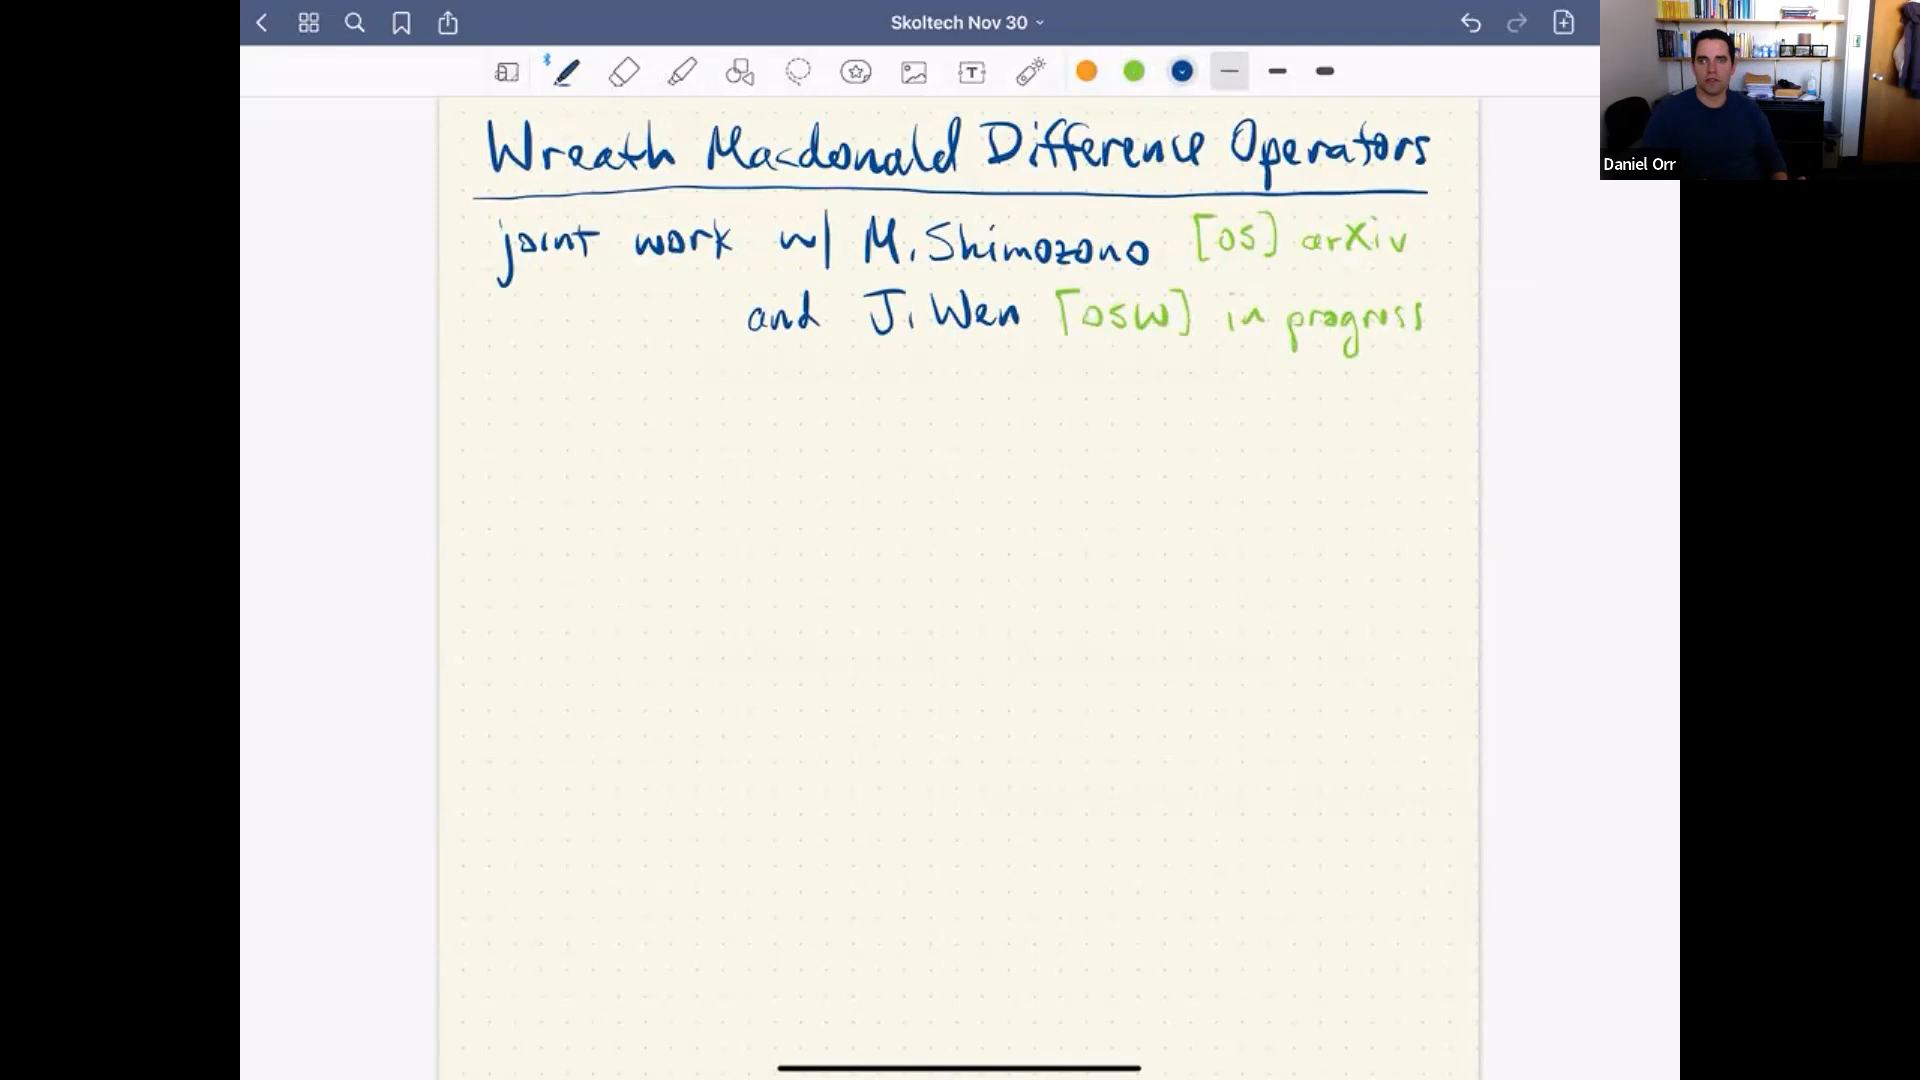 Skoltech Nov 30
Daniel Orr
Wreath Macdonald Difference Operators
joint work w/ M. Shimozono [OS] arXiv
and J. Wen [OSW] in progress